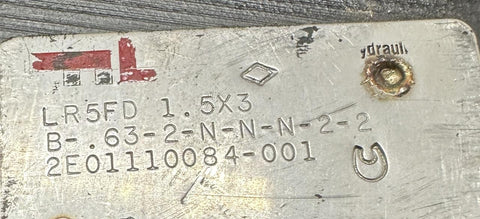 ydrauli
LR5FD 1.5X3
B-.63-2-N-N-N-2-2
2E01110084-001